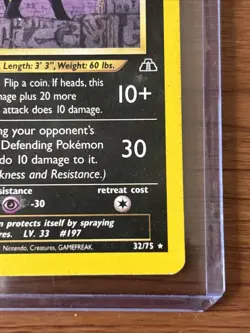 Length: 3' 3", Weight: 60 lbs.
Flip a coin. If heads, this
mage plus 20 more
attack does 10 damage.
10+
ng your opponent's
Defending Pokémon
do 10 damage to it.
kness and Resistance.)
30
sistance
retreat cost
-30
n protects itself by spraying
res. LV. 33 #197
Nintendo, Creatures, GAMEFREAK.
32/75 ★